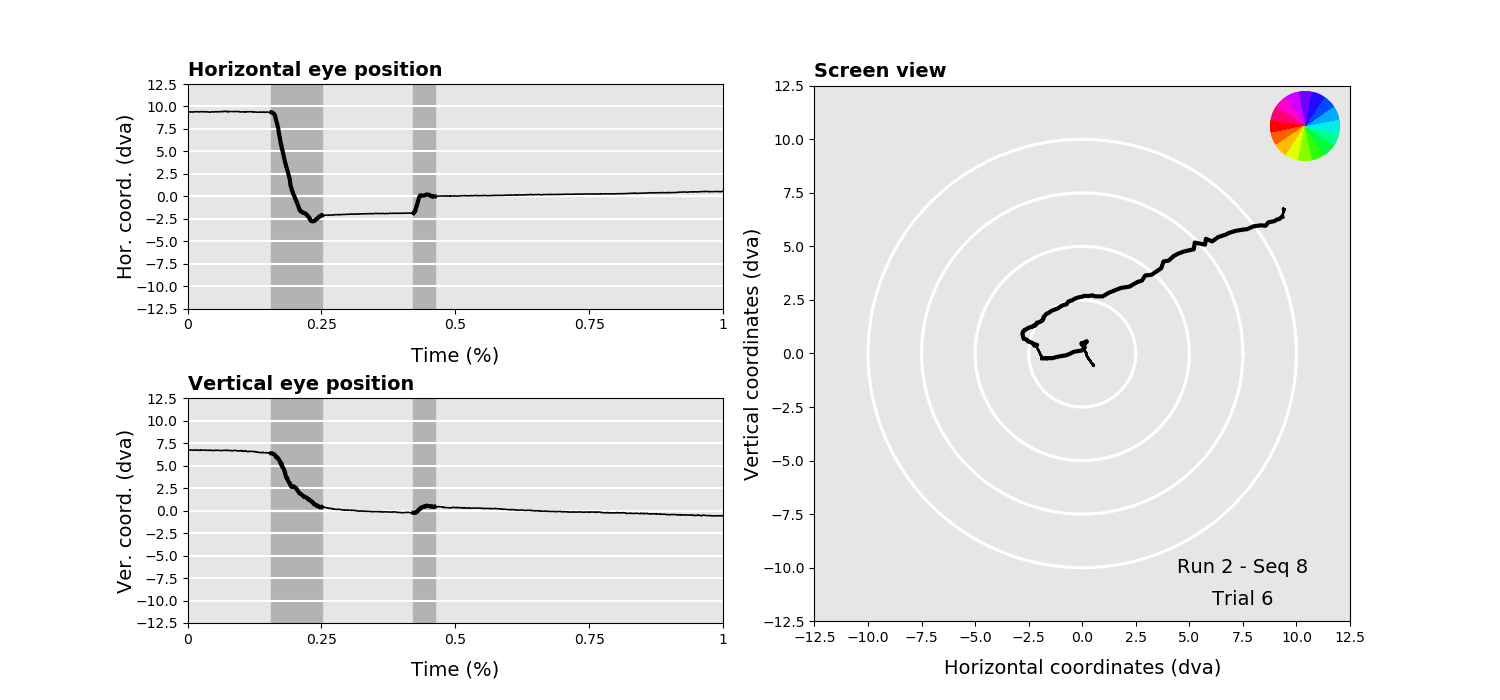 Horizontal eye position
12.5
10.0
7.5
5.0
2.5
0.0
−2.5
−5.0
−7.5
−10.0
−12.5
Hor. coord. (dva)
0 0.25 0.5 0.75 1
Time (%)
Vertical eye position
12.5
10.0
7.5
5.0
2.5
0.0
−2.5
−5.0
−7.5
−10.0
−12.5
Ver. coord. (dva)
0 0.25 0.5 0.75 1
Time (%)
Screen view
12.5
10.0
7.5
5.0
2.5
0.0
−2.5
−5.0
−7.5
−10.0
−12.5
Vertical coordinates (dva)
Run 2 - Seq 8
Trial 6
−12.5 −10.0 −7.5 −5.0 −2.5 0.0 2.5 5.0 7.5 10.0 12.5
Horizontal coordinates (dva)